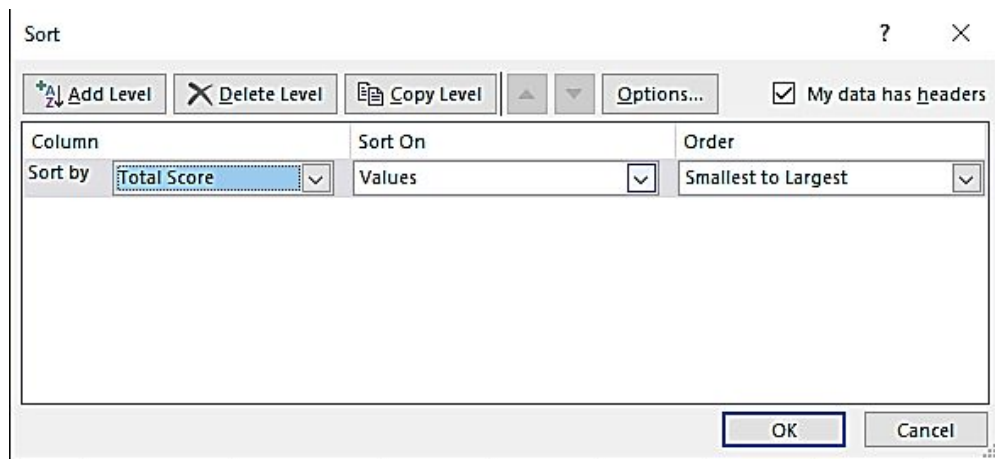 Sort ?
Add Level Delete Level Copy Level Options... My data has headers
Column Sort On Order
Sort by Total Score Values Smallest to Largest
OK Cancel